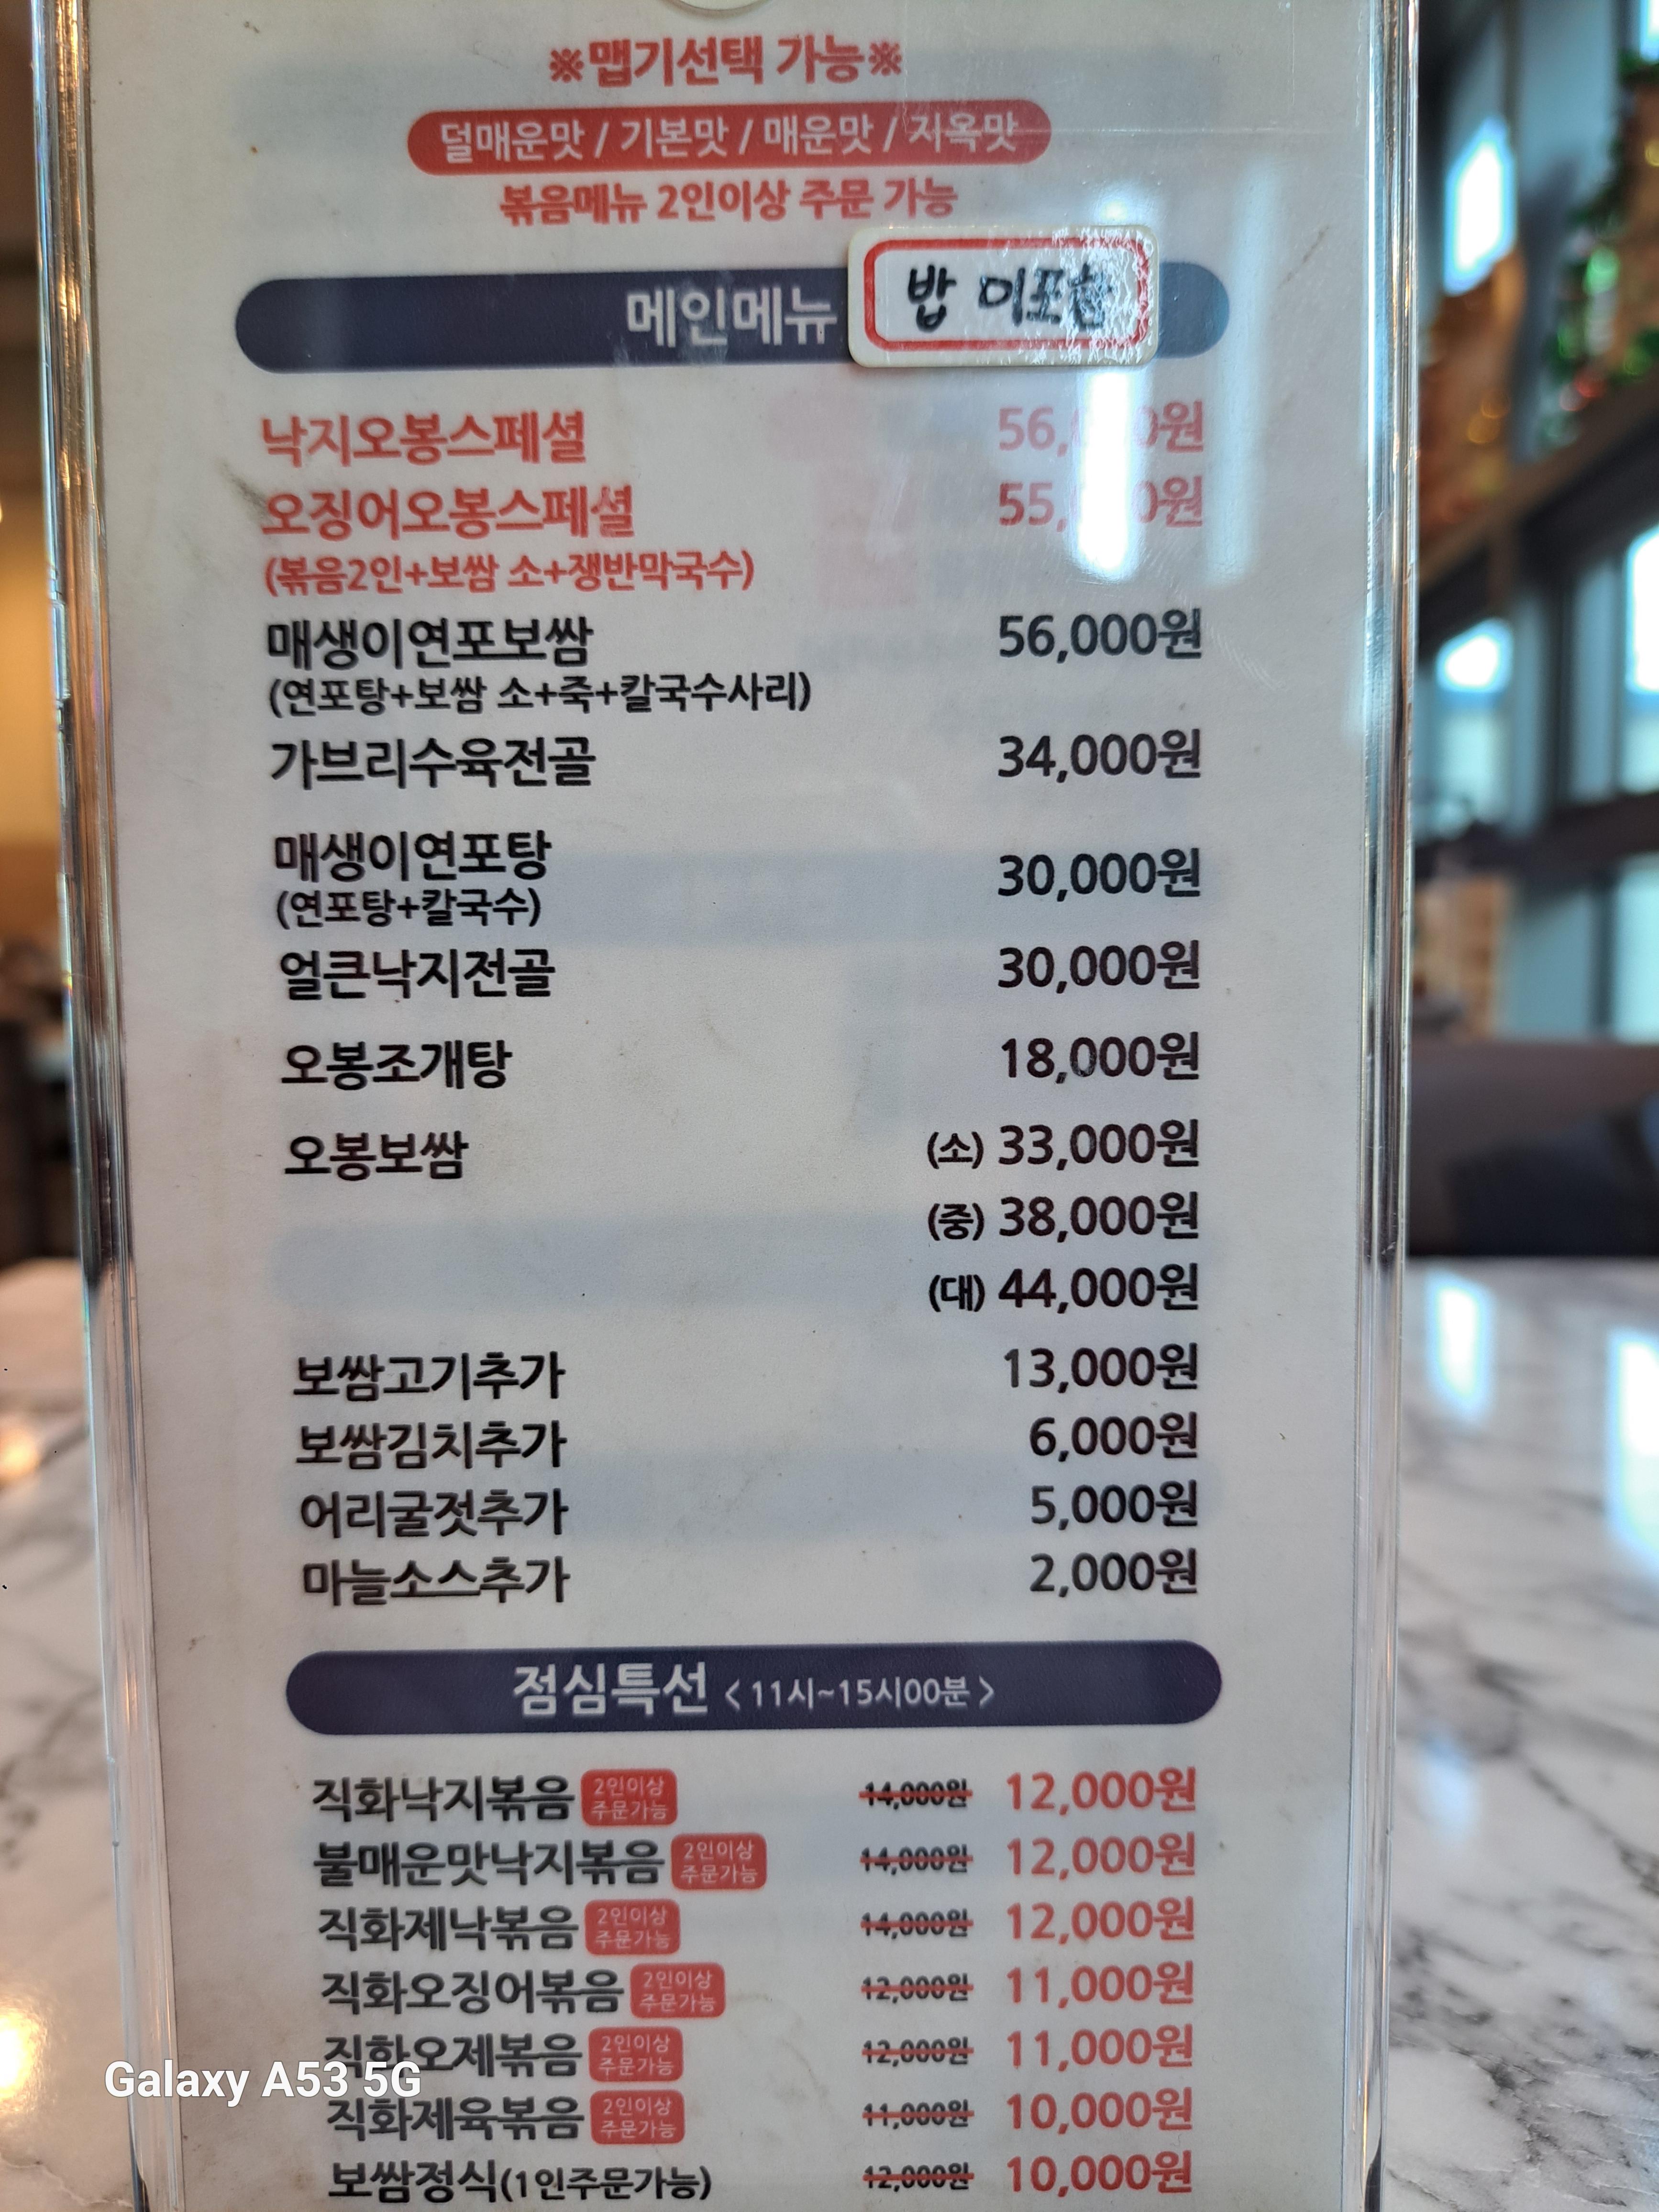 ※맵기선택 가능※
덜매운맛 / 기본맛 / 매운맛 / 지옥맛
볶음메뉴 2인이상 주문 가능
메인메뉴 밥 미포함
낙지오봉스페셜 56,000원
오징어오봉스페셜 55,000원
(볶음2인+보쌈 소+쟁반막국수)
매생이연포보쌈 56,000원
(연포탕+보쌈 소+죽+칼국수사리)
가브리수육전골 34,000원
매생이연포탕 30,000원
(연포탕+칼국수)
얼큰낙지전골 30,000원
오봉조개탕 18,000원
오봉보쌈 (소) 33,000원
(중) 38,000원
(대) 44,000원
보쌈고기추가 13,000원
보쌈김치추가 6,000원
어리굴젓추가 5,000원
마늘소스추가 2,000원
점심특선 < 11시~15시00분 >
직화낙지볶음 2인이상 주문가능 14,000원 12,000원
불매운맛낙지볶음 2인이상 주문가능 14,000원 12,000원
직화제낙볶음 2인이상 주문가능 14,000원 12,000원
직화오징어볶음 2인이상 주문가능 12,000원 11,000원
직화오제볶음 2인이상 주문가능 12,000원 11,000원
Galaxy A53 5G
직화제육볶음 2인이상 주문가능 11,000원 10,000원
보쌈정식(1인주문가능) 12,000원 10,000원